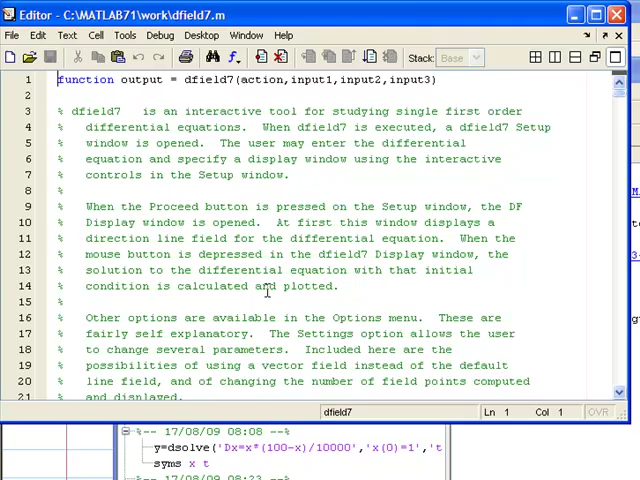 Editor - C:\MATLAB71\work\dfield7.m
File Edit Text Cell Tools Debug Desktop Window Help
Stack: Base
1 function output = dfield7(action,input1,input2,input3)
2
3 % dfield7 is an interactive tool for studying single first order
4 % differential equations. When dfield7 is executed, a dfield7 Setup
5 % window is opened. The user may enter the differential
6 % equation and specify a display window using the interactive
7 % controls in the Setup window.
8 %
9 % When the Proceed button is pressed on the Setup window, the DF
10 % Display window is opened. At first this window displays a
11 % direction line field for the differential equation. When the
12 % mouse button is depressed in the dfield7 Display window, the
13 % solution to the differential equation with that initial
14 % condition is calculated and plotted.
15 %
16 % Other options are available in the Options menu. These are
17 % fairly self explanatory. The Settings option allows the user
18 % to change several parameters. Included here are the
19 % possibilities of using a vector field instead of the default
20 % line field, and of changing the number of field points computed
21 % and displayed.
dfield7 Ln 1 Col 1 OVR
%-- 17/08/09 08:08 --%
y=dsolve('Dx=x*(100-x)/10000','x(0)=1','t
syms x t
%-- 17/08/09 08:23 --%